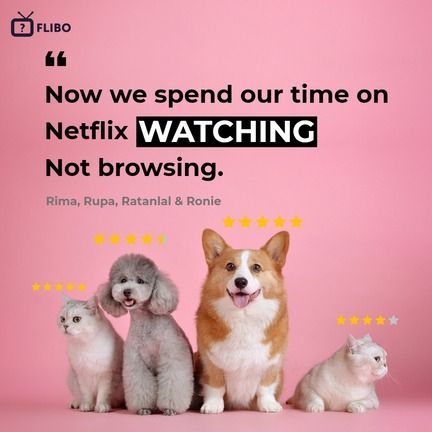 ? FLIBO
“
Now we spend our time on
Netflix WATCHING
Not browsing.
Rima, Rupa, Ratanlal & Ronie